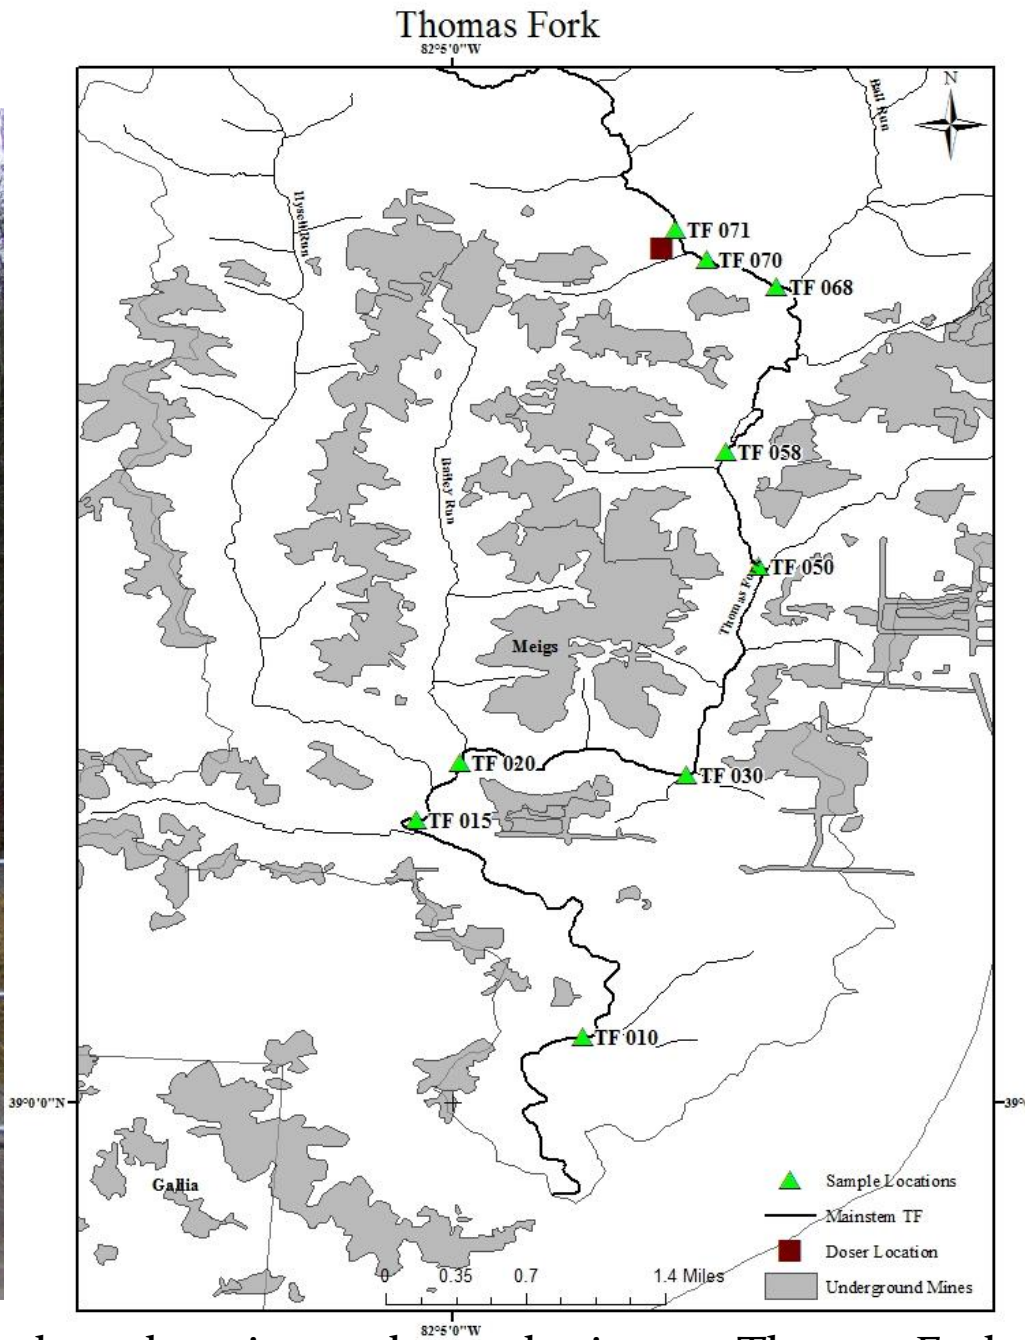 Thomas Fork
82°5'0"W
N
Ball Run
Hysell Run
TF 071
TF 070
TF 068
TF 058
Bailey Run
TF 050
Thomas Fork
Meigs
TF 020
TF 030
TF 015
TF 010
39°0'0"N
39°
Gallia
Sample Locations
Mainstem TF
Doser Location
Underground Mines
0 0.35 0.7 1.4 Miles
82°5'0"W